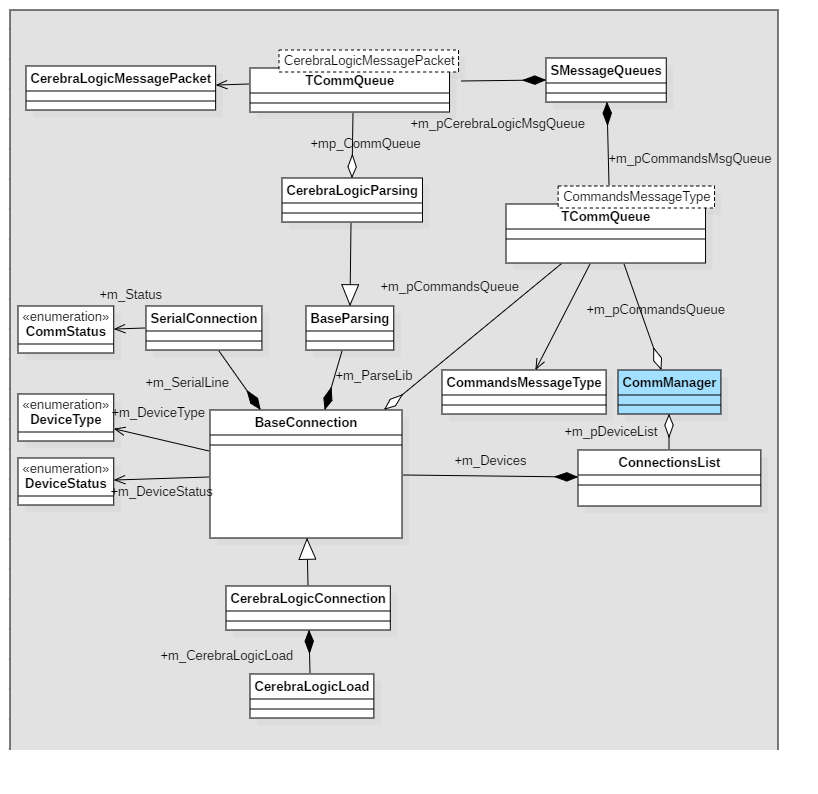 CerebraLogicMessagePacket
CerebraLogicMessagePacket
TCommQueue
SMessageQueues
+m_pCerebraLogicMsgQueue
+mp_CommQueue
+m_pCommandsMsgQueue
CerebraLogicParsing
CommandsMessageType
TCommQueue
+m_pCommandsQueue
+m_Status
+m_pCommandsQueue
«enumeration»
CommStatus
SerialConnection
BaseParsing
+m_SerialLine
+m_ParseLib
CommandsMessageType
CommManager
«enumeration»
DeviceType
+m_DeviceType
BaseConnection
+m_pDeviceList
+m_Devices
ConnectionsList
«enumeration»
DeviceStatus
+m_DeviceStatus
CerebraLogicConnection
+m_CerebraLogicLoad
CerebraLogicLoad